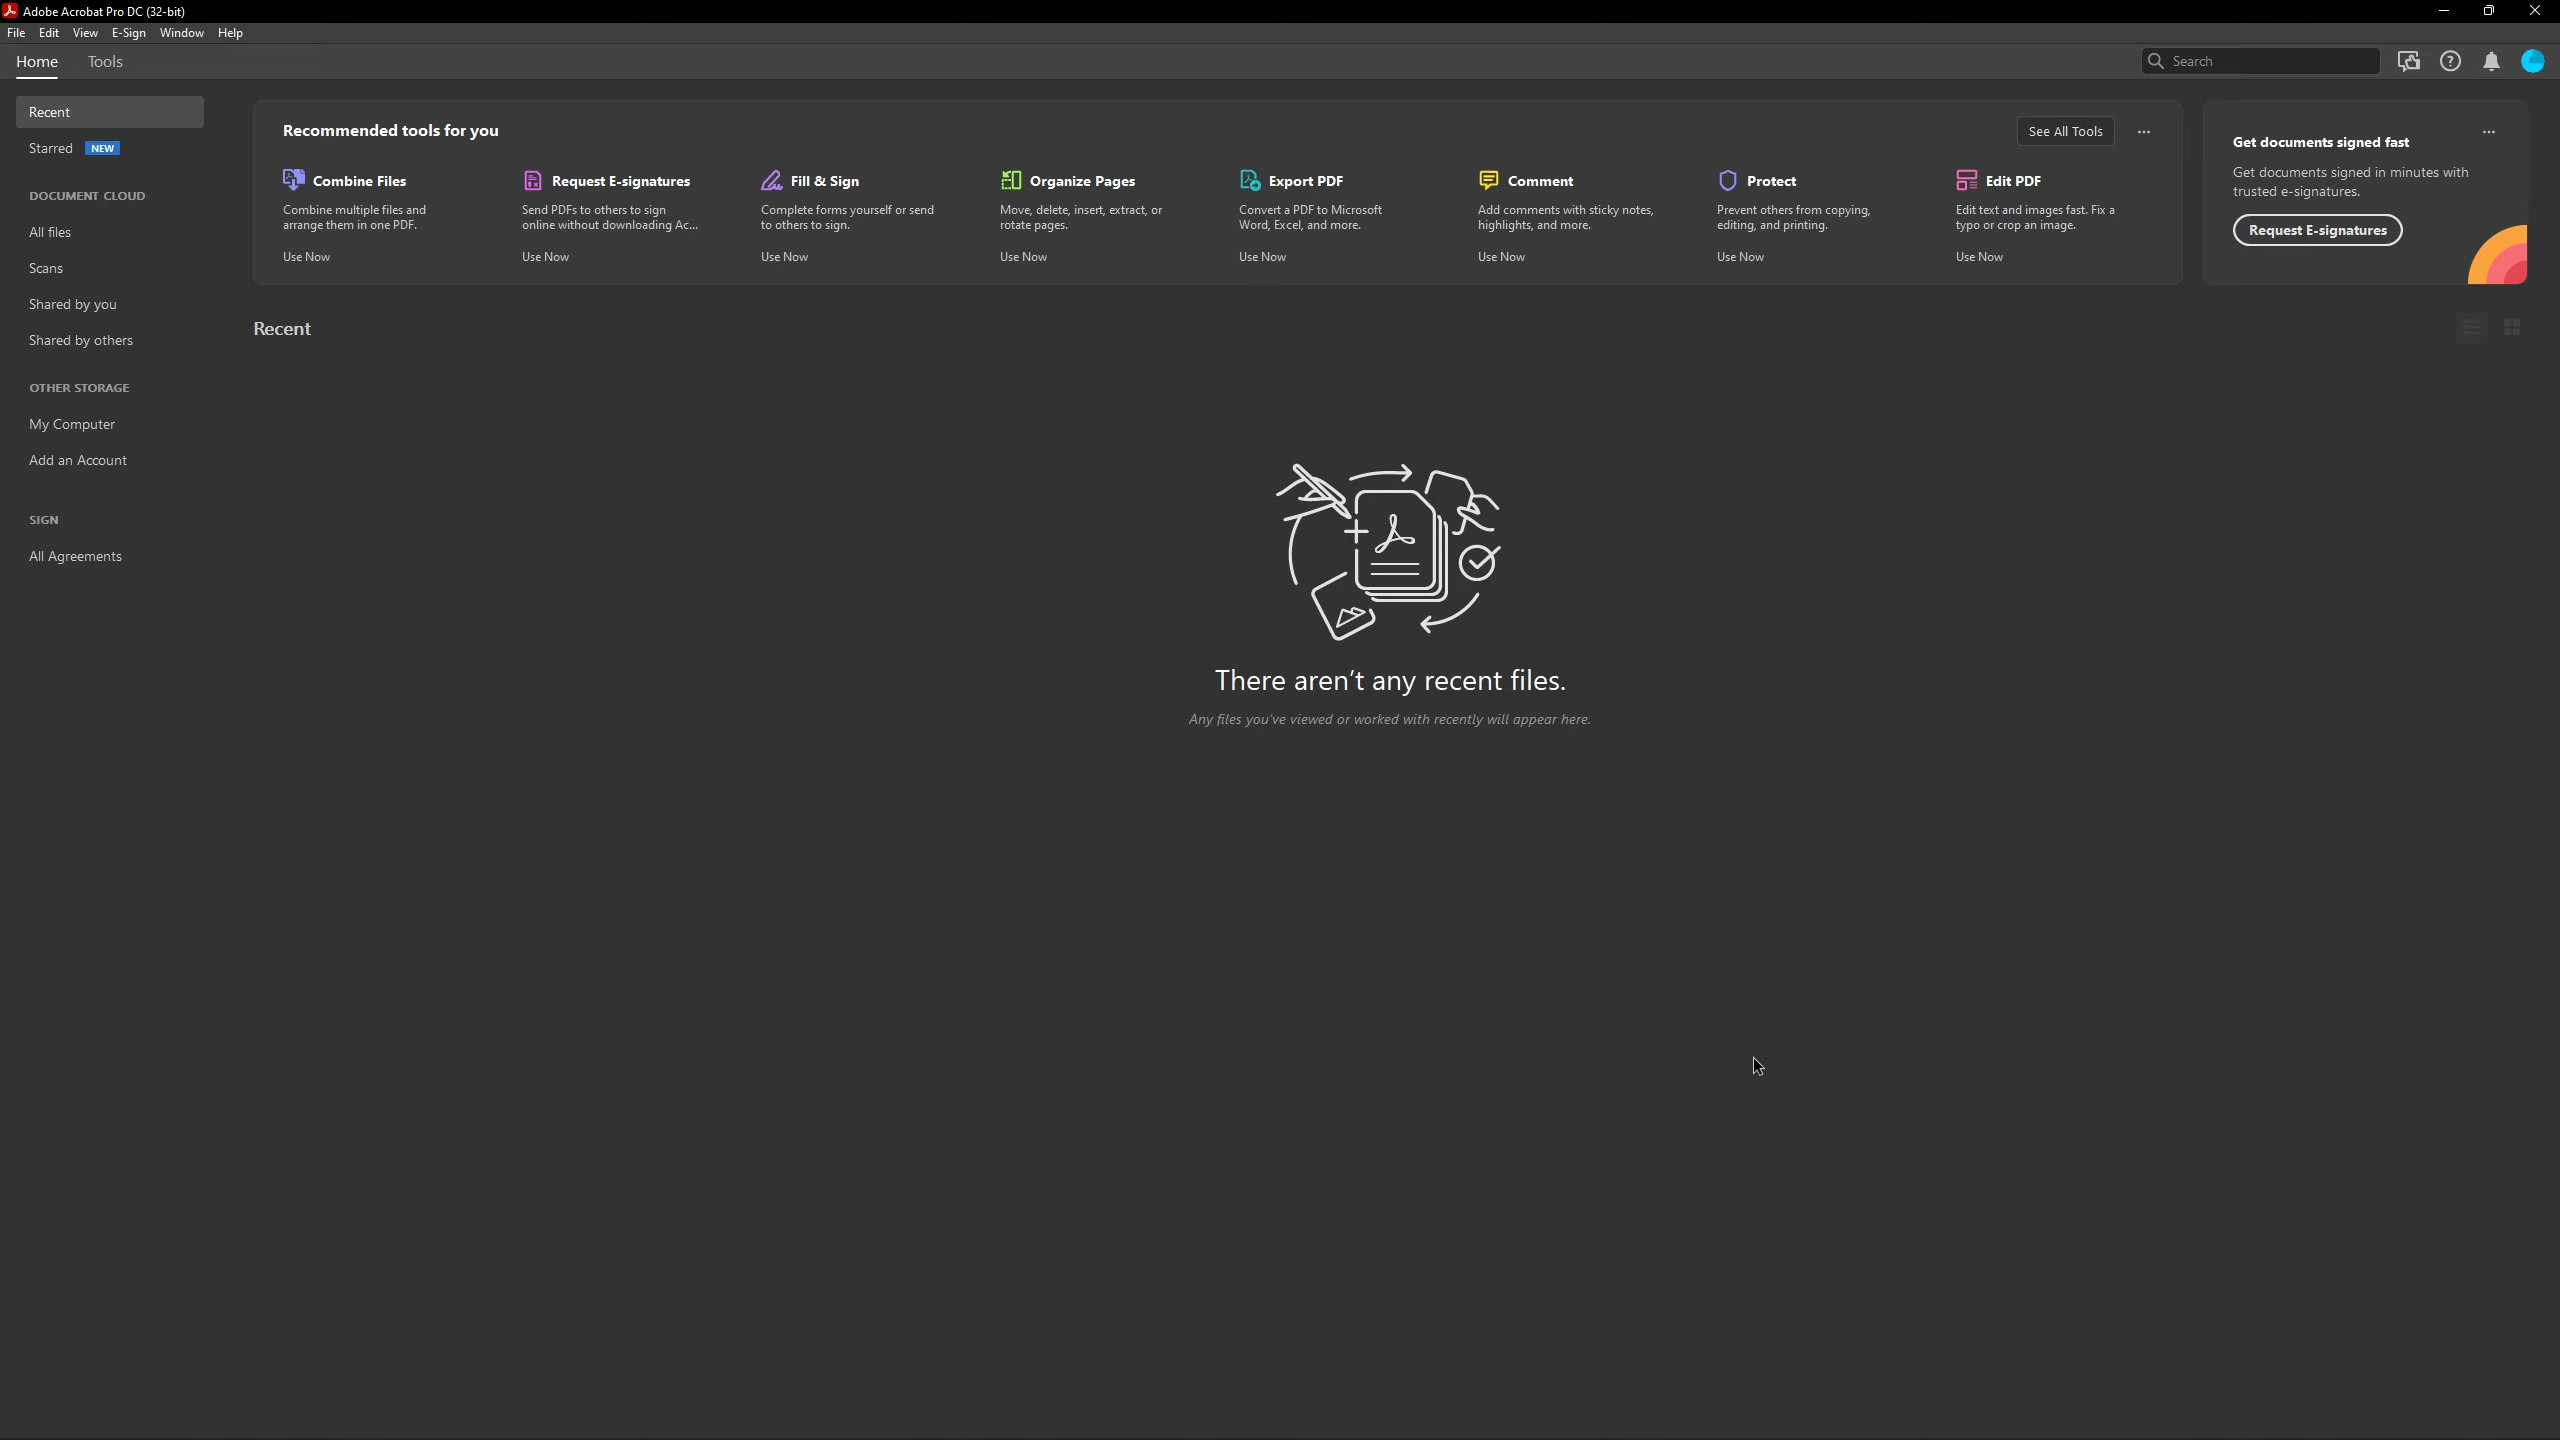 Adobe Acrobat Pro DC (32-bit)
File Edit View E-Sign Window Help
Home Tools
Search
Recent
Starred NEW
DOCUMENT CLOUD
All files
Scans
Shared by you
Shared by others
OTHER STORAGE
My Computer
Add an Account
SIGN
All Agreements
Recommended tools for you
See All Tools
Combine Files
Combine multiple files and
arrange them in one PDF.
Use Now
Request E-signatures
Send PDFs to others to sign
online without downloading Ac...
Use Now
Fill & Sign
Complete forms yourself or send
to others to sign.
Use Now
Organize Pages
Move, delete, insert, extract, or
rotate pages.
Use Now
Export PDF
Convert a PDF to Microsoft
Word, Excel, and more.
Use Now
Comment
Add comments with sticky notes,
highlights, and more.
Use Now
Protect
Prevent others from copying,
editing, and printing.
Use Now
Edit PDF
Edit text and images fast. Fix a
typo or crop an image.
Use Now
Get documents signed fast
Get documents signed in minutes with
trusted e-signatures.
Request E-signatures
Recent
There aren't any recent files.
Any files you've viewed or worked with recently will appear here.